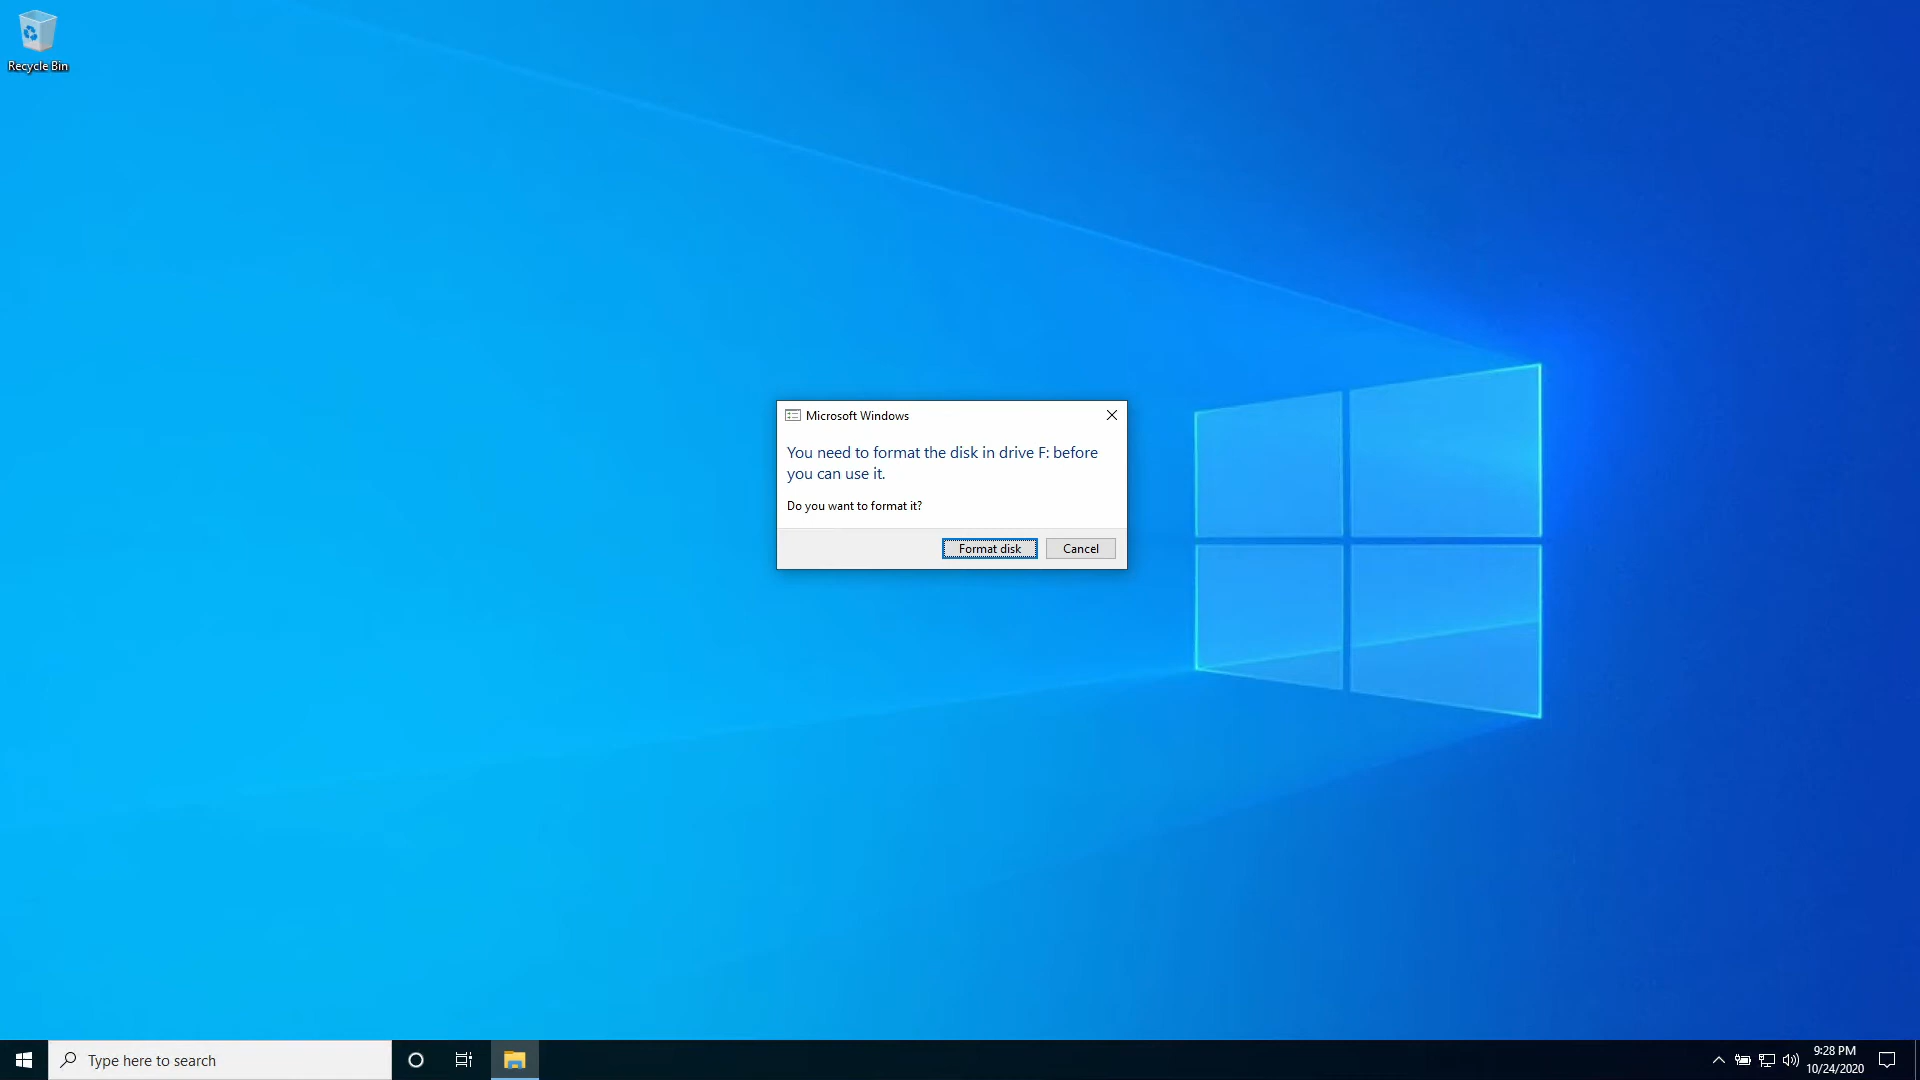 Recycle Bin
Microsoft Windows
You need to format the disk in drive F: before
you can use it.
Do you want to format it?
Format disk
Cancel
Type here to search
9:28 PM
10/24/2020